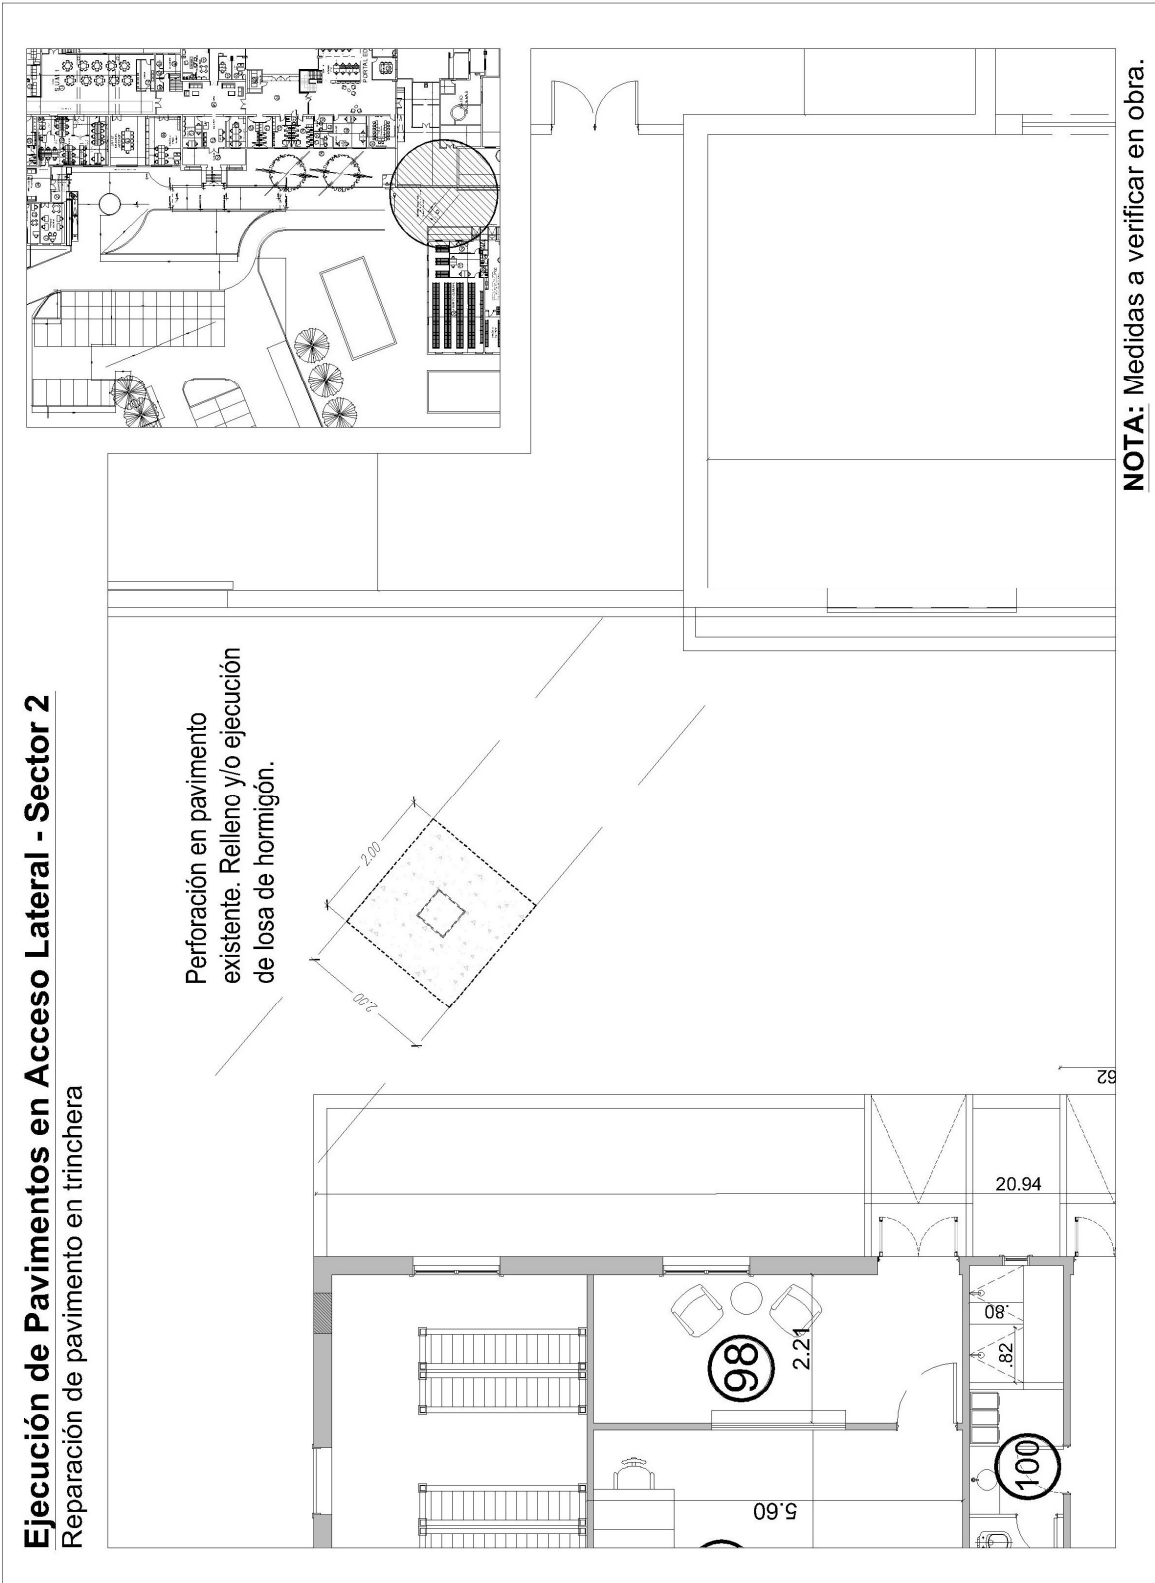 Ejecución de Pavimentos en Acceso Lateral - Sector 2
Reparación de pavimento en trinchera
Perforación en pavimento
existente. Relleno y/o ejecución
de losa de hormigón.
2.00
2.00
62
20.94
98
2.21
.80
.82
100
5.60
NOTA: Medidas a verificar en obra.